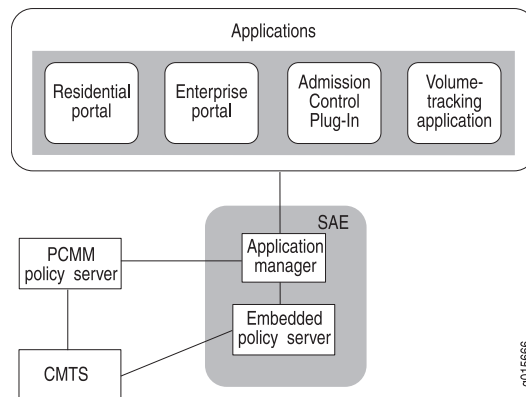 Applications
Residential
portal
Enterprise
portal
Admission
Control
Plug-In
Volume-
tracking
application
SAE
PCMM
policy server
Application
manager
Embedded
policy server
CMTS
g015666